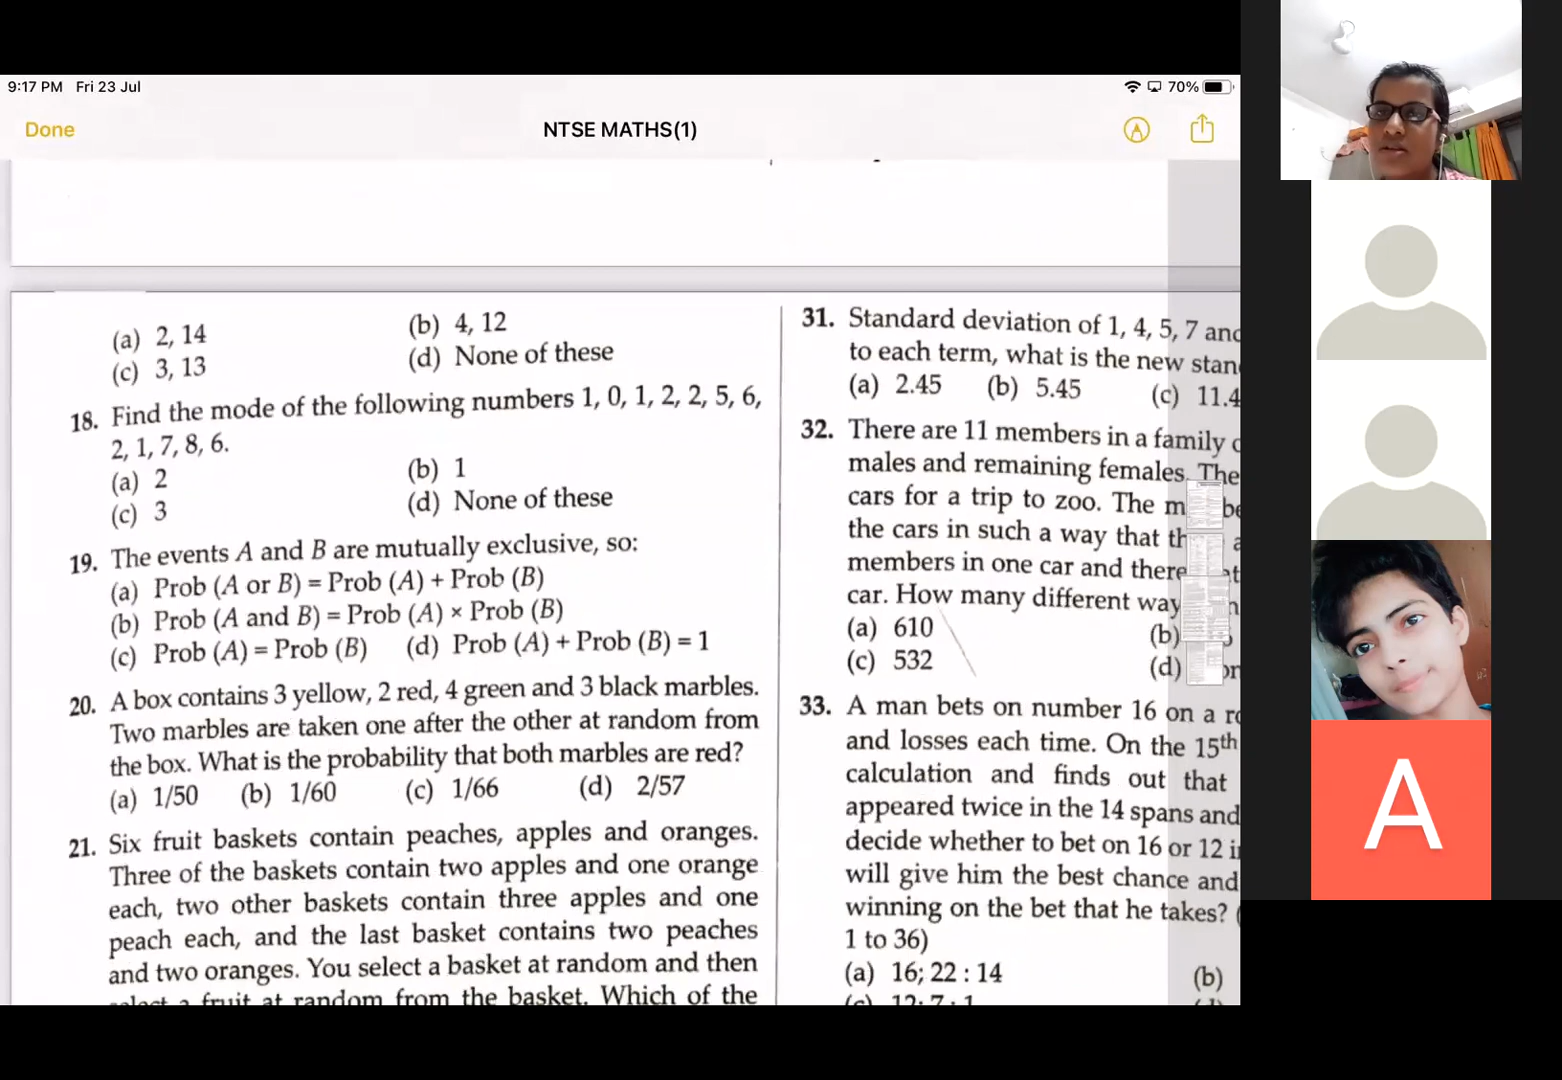 9:17 PM Fri 23 Jul
70%
Done
NTSE MATHS(1)
(a) 2, 14
(b) 4, 12
(c) 3, 13
(d) None of these
18. Find the mode of the following numbers 1, 0, 1, 2, 2, 5, 6,
2, 1, 7, 8, 6.
(a) 2
(b) 1
(c) 3
(d) None of these
19. The events A and B are mutually exclusive, so:
(a) Prob (A or B) = Prob (A) + Prob (B)
(b) Prob (A and B) = Prob (A) × Prob (B)
(c) Prob (A) = Prob (B) (d) Prob (A) + Prob (B) = 1
20. A box contains 3 yellow, 2 red, 4 green and 3 black marbles.
Two marbles are taken one after the other at random from
the box. What is the probability that both marbles are red?
(a) 1/50 (b) 1/60 (c) 1/66 (d) 2/57
21. Six fruit baskets contain peaches, apples and oranges.
Three of the baskets contain two apples and one orange
each, two other baskets contain three apples and one
peach each, and the last basket contains two peaches
and two oranges. You select a basket at random and then
select a fruit at random from the basket. Which of the
31. Standard deviation of 1, 4, 5, 7 and
to each term, what is the new stan
(a) 2.45 (b) 5.45 (c) 11.4
32. There are 11 members in a family
males and remaining females. The
cars for a trip to zoo. The
the cars in such a way that
members in one car and there
car. How many different way
(a) 610
(b)
(c) 532
(d)
33. A man bets on number 16 on a
and losses each time. On the 15th
calculation and finds out that
appeared twice in the 14 spans and
decide whether to bet on 16 or 12
will give him the best chance and
winning on the bet that he takes?
1 to 36)
(a) 16; 22 : 14
(b)
(c) 12; 7 : 1
A